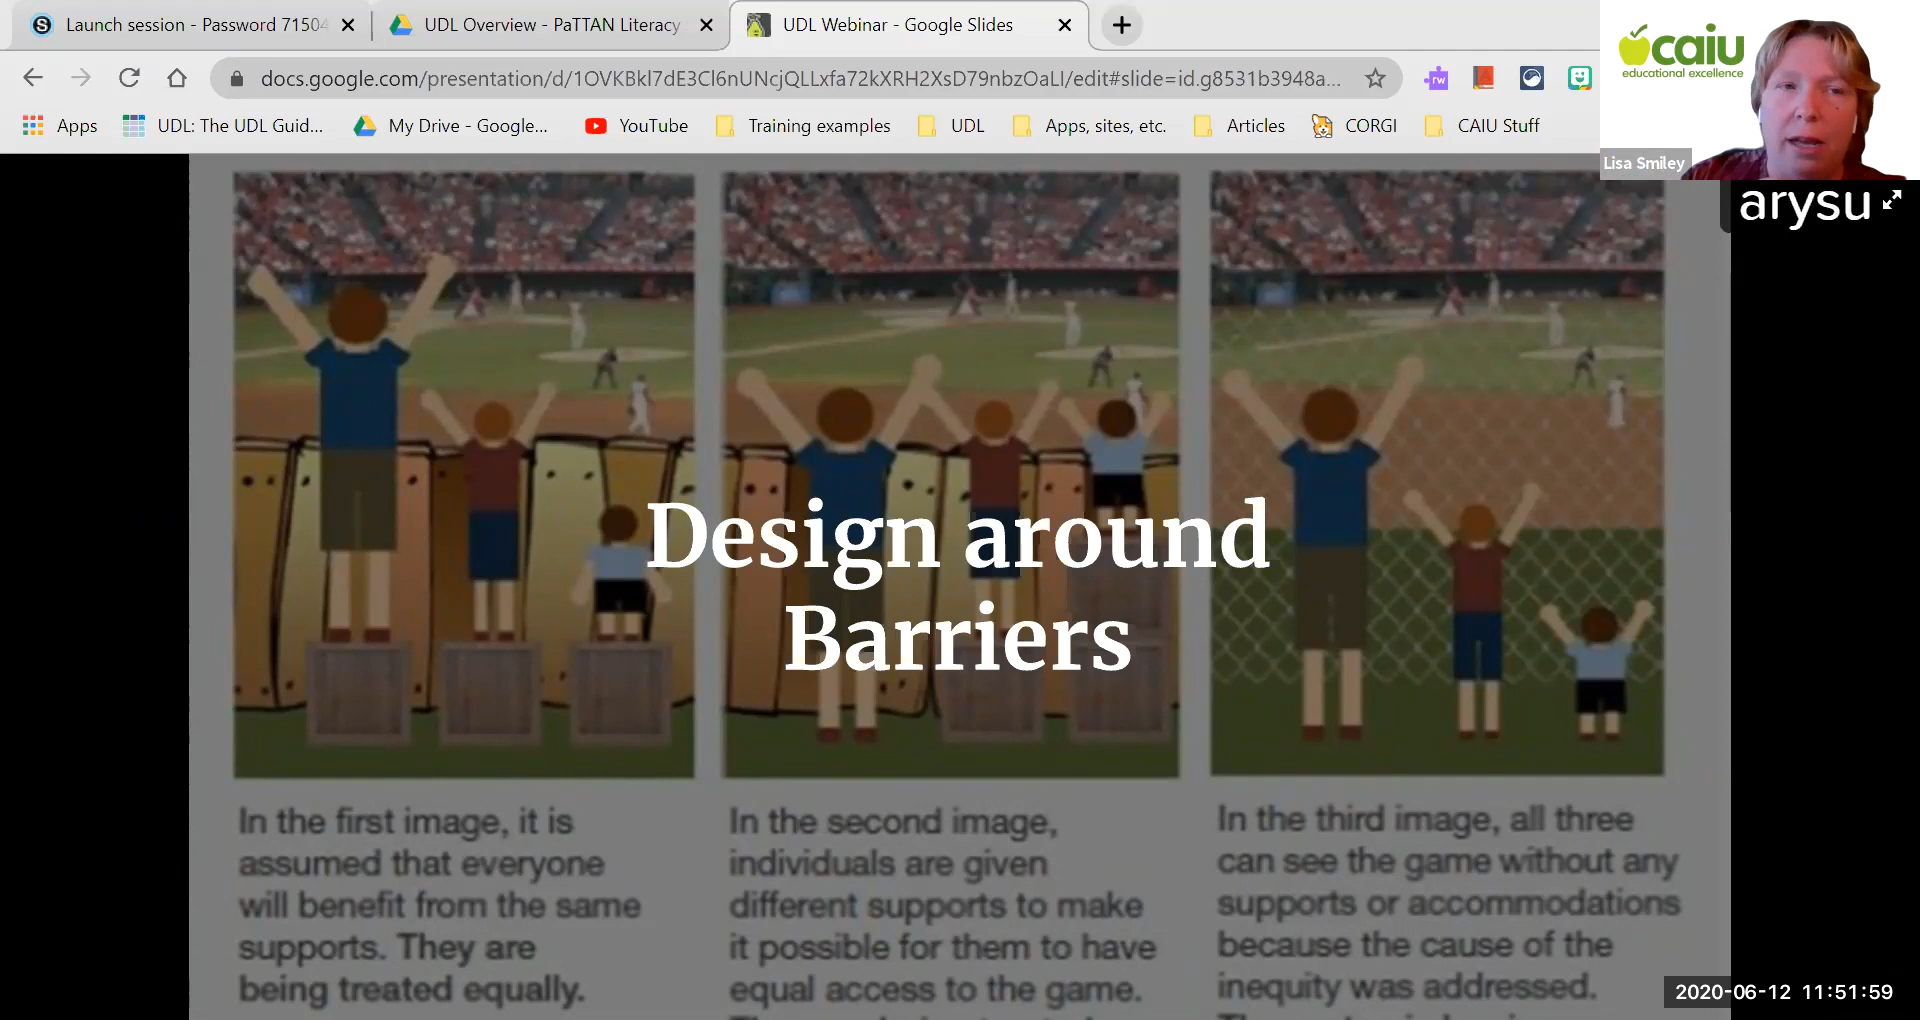 Launch session - Password 71504
UDL Overview - PaTTAN Literacy
UDL Webinar - Google Slides
docs.google.com/presentation/d/1OVKBkI7dE3Cl6nUNcjQLLxfa72kXRH2XsD79nbzOaLI/edit#slide=id.g8531b3948a...
rw
Apps
UDL: The UDL Guid...
My Drive - Google...
YouTube
Training examples
UDL
Apps, sites, etc.
Articles
CORGI
CAIU Stuff
caiu
educational excellence
Lisa Smiley
arysu
Design around
Barriers
In the first image, it is
assumed that everyone
will benefit from the same
supports. They are
being treated equally.
In the second image,
individuals are given
different supports to make
it possible for them to have
equal access to the game.
In the third image, all three
can see the game without any
supports or accommodations
because the cause of the
inequity was addressed.
2020-06-12 11:51:59